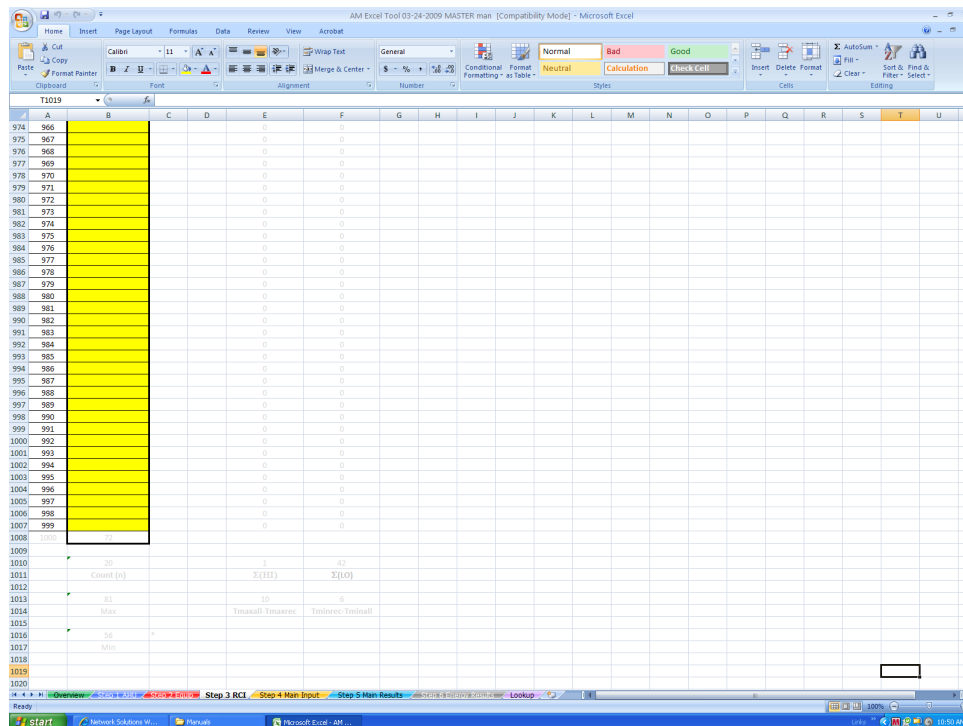 AM Excel Tool 03-24-2009 MASTER man [Compatibility Mode] - Microsoft Excel
Home Insert Page Layout Formulas Data Review View Acrobat
Cut Calibri 11 Wrap Text General Normal Bad Good AutoSum
Copy Fill
Paste Format Painter B I U Merge & Center $ % , Conditional Formatting Format as Table Neutral Calculation Check Cell Insert Delete Format Clear Sort & Filter Find & Select
Clipboard Font Alignment Number Styles Cells Editing
T1019 fx
A B C D E F G H I J K L M N O P Q R S T U
974 966 0 0
975 967 0 0
976 968 0 0
977 969 0 0
978 970 0 0
979 971 0 0
980 972 0 0
981 973 0 0
982 974 0 0
983 975 0 0
984 976 0 0
985 977 0 0
986 978 0 0
987 979 0 0
988 980 0 0
989 981 0 0
990 982 0 0
991 983 0 0
992 984 0 0
993 985 0 0
994 986 0 0
995 987 0 0
996 988 0 0
997 989 0 0
998 990 0 0
999 991 0 0
1000 992 0 0
1001 993 0 0
1002 994 0 0
1003 995 0 0
1004 996 0 0
1005 997 0 0
1006 998 0 0
1007 999 0 0
1008 1000 72
1009
1010 20 1 42
1011 Count (n) Σ(HI) Σ(LO)
1012
1013 81 10 6
1014 Max Tmaxall-Tmaxrec Tminrec-Tminall
1015
1016 56 *
1017 Min
1018
1019
1020
Overview Step 1 AHU Step 2 Equip Step 3 RCI Step 4 Main Input Step 5 Main Results Step 6 Energy Results Lookup
Ready 100%
start Network Solutions W... Manuals Microsoft Excel - AM ... Links » 10:50 AM